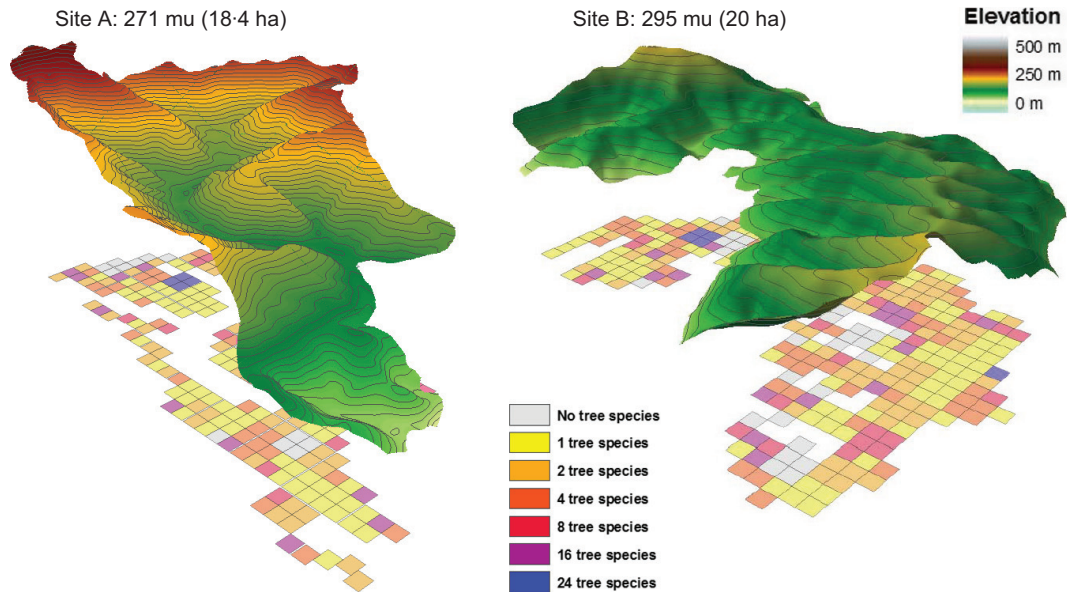 Site A: 271 mu (18·4 ha)
Site B: 295 mu (20 ha)
Elevation
500 m
250 m
0 m
No tree species
1 tree species
2 tree species
4 tree species
8 tree species
16 tree species
24 tree species